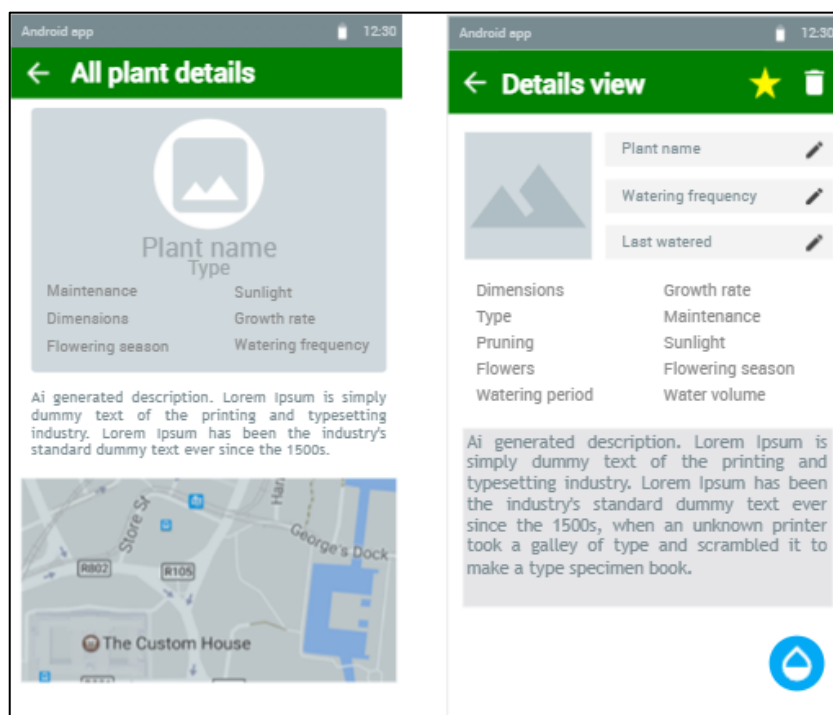 Android app 12:30
All plant details
Plant name
Type
Maintenance Sunlight
Dimensions Growth rate
Flowering season Watering frequency
Ai generated description. Lorem Ipsum is simply
dummy text of the printing and typesetting
industry. Lorem Ipsum has been the industry's
standard dummy text ever since the 1500s.
Store St
George's Dock
R802
R105
The Custom House
Android app 12:30
Details view
Plant name
Watering frequency
Last watered
Dimensions Growth rate
Type Maintenance
Pruning Sunlight
Flowers Flowering season
Watering period Water volume
Ai generated description. Lorem Ipsum is
simply dummy text of the printing and
typesetting industry. Lorem Ipsum has been
the industry's standard dummy text ever
since the 1500s, when an unknown printer
took a galley of type and scrambled it to
make a type specimen book.